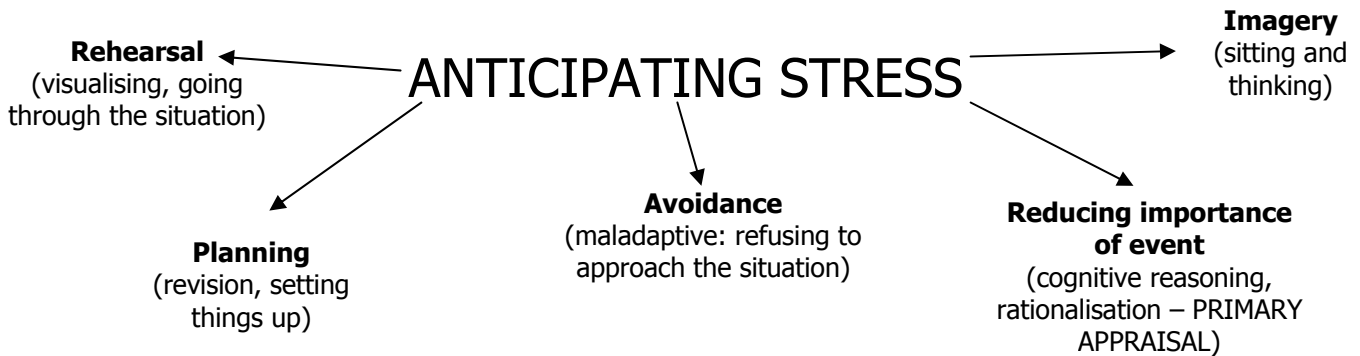 ANTICIPATING STRESS
Rehearsal
(visualising, going
through the situation)
Imagery
(sitting and
thinking)
Planning
(revision, setting
things up)
Avoidance
(maladaptive: refusing to
approach the situation)
Reducing importance
of event
(cognitive reasoning,
rationalisation – PRIMARY
APPRAISAL)